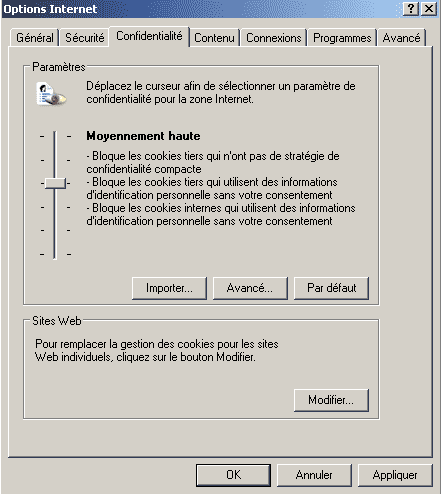 Options Internet
Général Sécurité Confidentialité Contenu Connexions Programmes Avancé
Paramètres
Déplacez le curseur afin de sélectionner un paramètre de
confidentialité pour la zone Internet.
Moyennement haute
- Bloque les cookies tiers qui n'ont pas de stratégie de
confidentialité compacte
- Bloque les cookies tiers qui utilisent des informations
d'identification personnelle sans votre consentement
- Bloque les cookies internes qui utilisent des informations
d'identification personnelle sans votre consentement
Importer... Avancé... Par défaut
Sites Web
Pour remplacer la gestion des cookies pour les sites
Web individuels, cliquez sur le bouton Modifier.
Modifier...
OK Annuler Appliquer